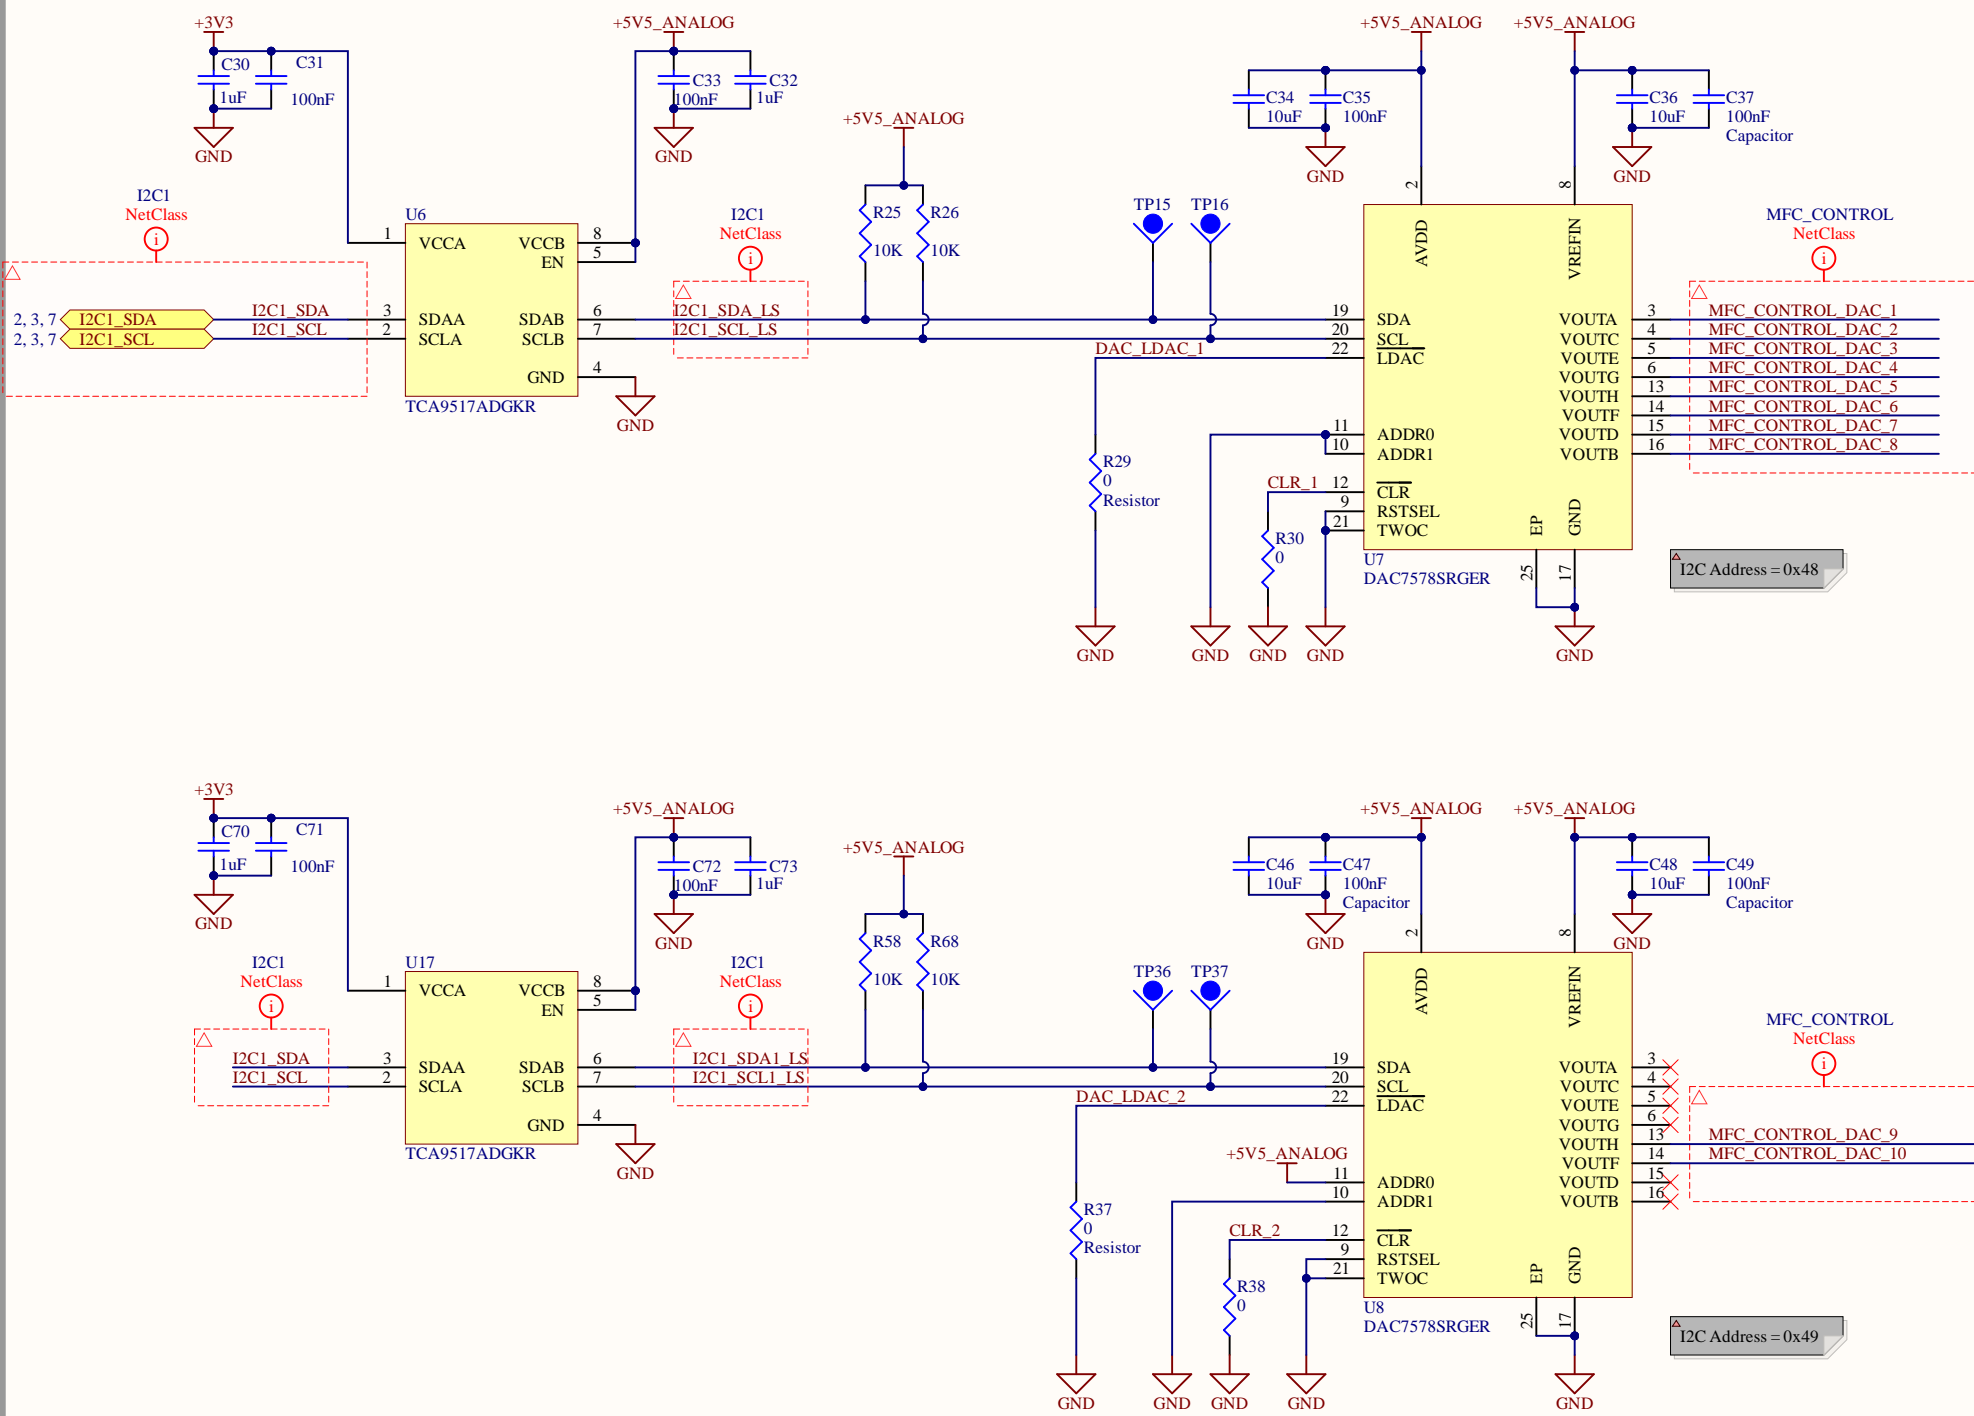 +3V3
C30
1uF
C31
100nF
GND
+5V5_ANALOG
C33
100nF
C32
1uF
GND
+5V5_ANALOG
R25
10K
R26
10K
I2C1
NetClass
i
2, 3, 7
I2C1_SDA
I2C1_SDA
2, 3, 7
I2C1_SCL
I2C1_SCL
U6
1
VCCA
VCCB
8
EN
5
3
SDAA
SDAB
6
2
SCLA
SCLB
7
GND
4
TCA9517ADGKR
GND
I2C1
NetClass
i
I2C1_SDA_LS
I2C1_SCL_LS
TP15
TP16
+5V5_ANALOG
+5V5_ANALOG
C34
10uF
C35
100nF
GND
C36
10uF
C37
100nF
Capacitor
GND
2
8
AVDD
VREFIN
19
SDA
20
SCL
DAC_LDAC_1
22
LDAC
11
ADDR0
10
ADDR1
CLR_1
12
CLR
9
RSTSEL
21
TWOC
R29
0
Resistor
R30
0
VOUTA
3
VOUTC
4
VOUTE
5
VOUTG
6
VOUTH
13
VOUTF
14
VOUTD
15
VOUTB
16
EP
GND
25
17
U7
DAC7578SRGER
GND
GND
GND
GND
GND
MFC_CONTROL
NetClass
i
MFC_CONTROL_DAC_1
MFC_CONTROL_DAC_2
MFC_CONTROL_DAC_3
MFC_CONTROL_DAC_4
MFC_CONTROL_DAC_5
MFC_CONTROL_DAC_6
MFC_CONTROL_DAC_7
MFC_CONTROL_DAC_8
I2C Address = 0x48
+3V3
C70
1uF
C71
100nF
GND
+5V5_ANALOG
C72
100nF
C73
1uF
GND
+5V5_ANALOG
R58
10K
R68
10K
I2C1
NetClass
i
I2C1_SDA
I2C1_SCL
U17
1
VCCA
VCCB
8
EN
5
3
SDAA
SDAB
6
2
SCLA
SCLB
7
GND
4
TCA9517ADGKR
GND
I2C1
NetClass
i
I2C1_SDA1_LS
I2C1_SCL1_LS
TP36
TP37
+5V5_ANALOG
+5V5_ANALOG
C46
10uF
C47
100nF
Capacitor
GND
C48
10uF
C49
100nF
Capacitor
GND
2
8
AVDD
VREFIN
19
SDA
20
SCL
DAC_LDAC_2
22
LDAC
+5V5_ANALOG
11
ADDR0
10
ADDR1
CLR_2
12
CLR
9
RSTSEL
21
TWOC
R37
0
Resistor
R38
0
VOUTA
3
VOUTC
4
VOUTE
5
VOUTG
6
VOUTH
13
VOUTF
14
VOUTD
15
VOUTB
16
EP
GND
25
17
U8
DAC7578SRGER
GND
GND
GND
GND
GND
MFC_CONTROL
NetClass
i
MFC_CONTROL_DAC_9
MFC_CONTROL_DAC_10
I2C Address = 0x49